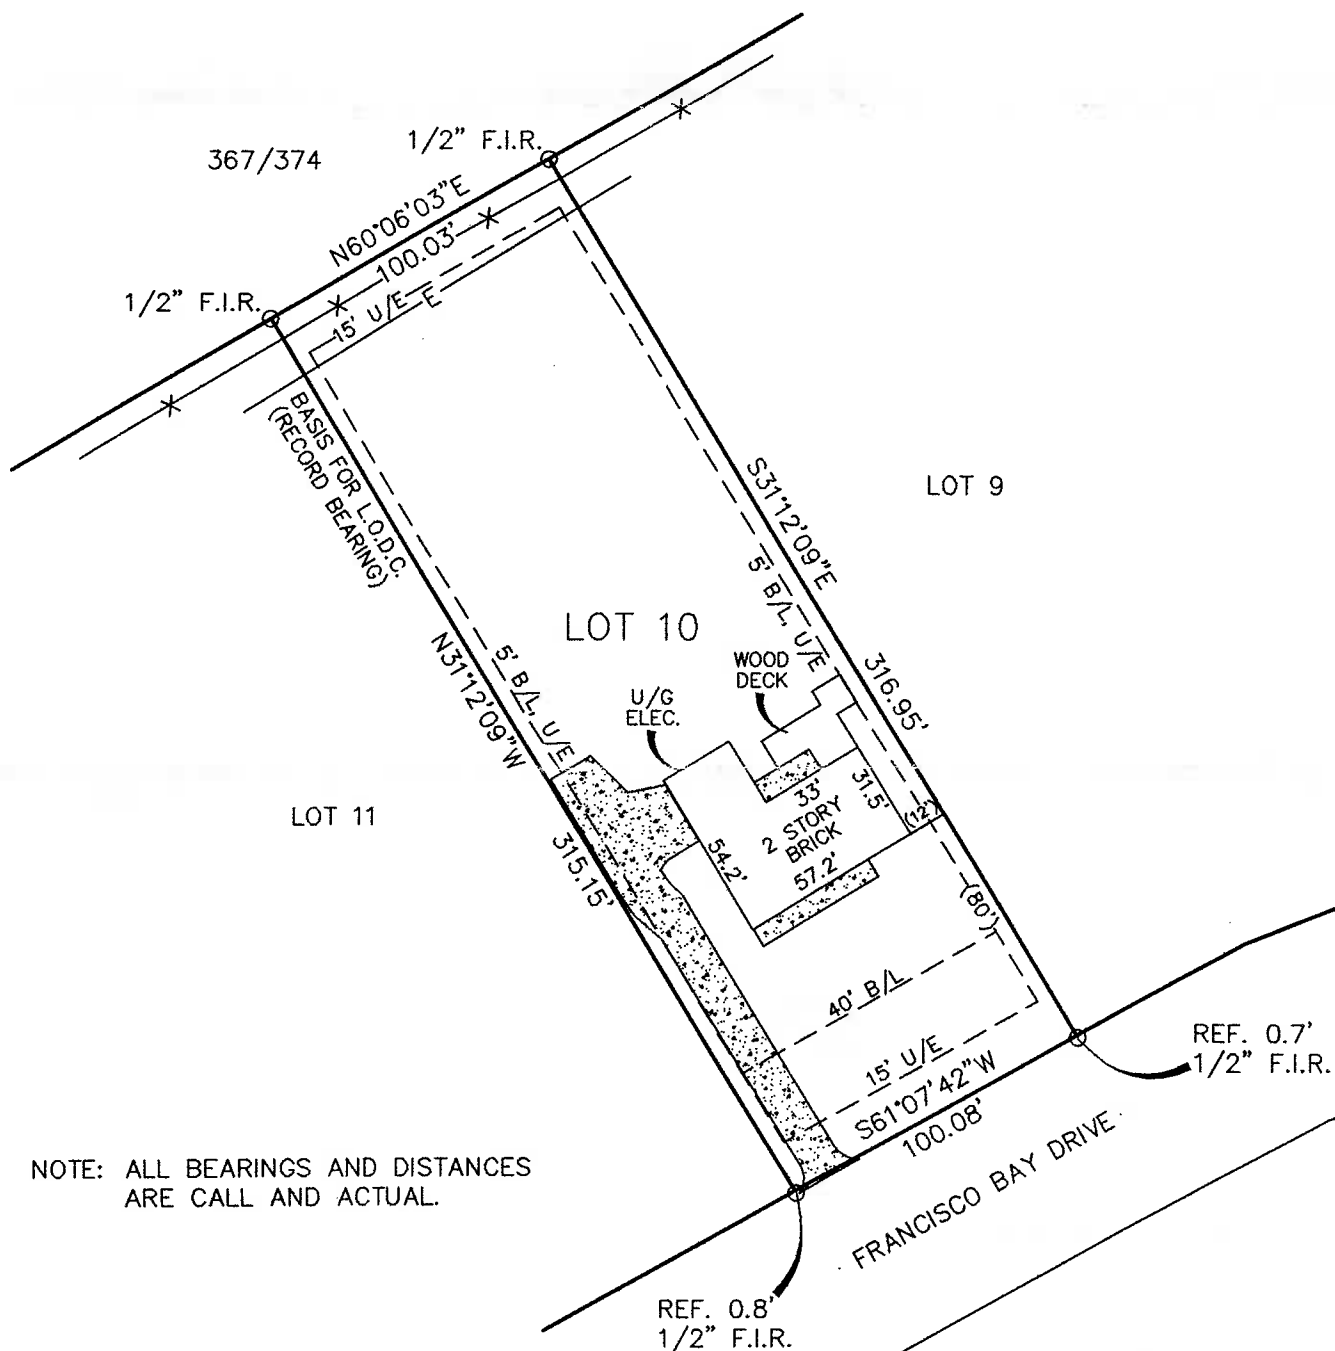 1/2" F.I.R.
367/374
N60°06'03"E
100.03'
1/2" F.I.R.
15' U/E
E
BASIS FOR L.O.D.C.
(RECORD BEARING)
S31°12'09"E
LOT 9
5' B/L, U/E
LOT 10
N31°12'09"W
5' B/L, U/E
WOOD
DECK
U/G
ELEC.
316.95'
LOT 11
315.15'
33'
31.5'
2 STORY
BRICK
(12')
54.2'
57.2'
(80')
40' B/L
15' U/E
S61°07'42"W
100.08'
REF. 0.7'
1/2" F.I.R.
FRANCISCO BAY DRIVE
NOTE: ALL BEARINGS AND DISTANCES
ARE CALL AND ACTUAL.
REF. 0.8'
1/2" F.I.R.